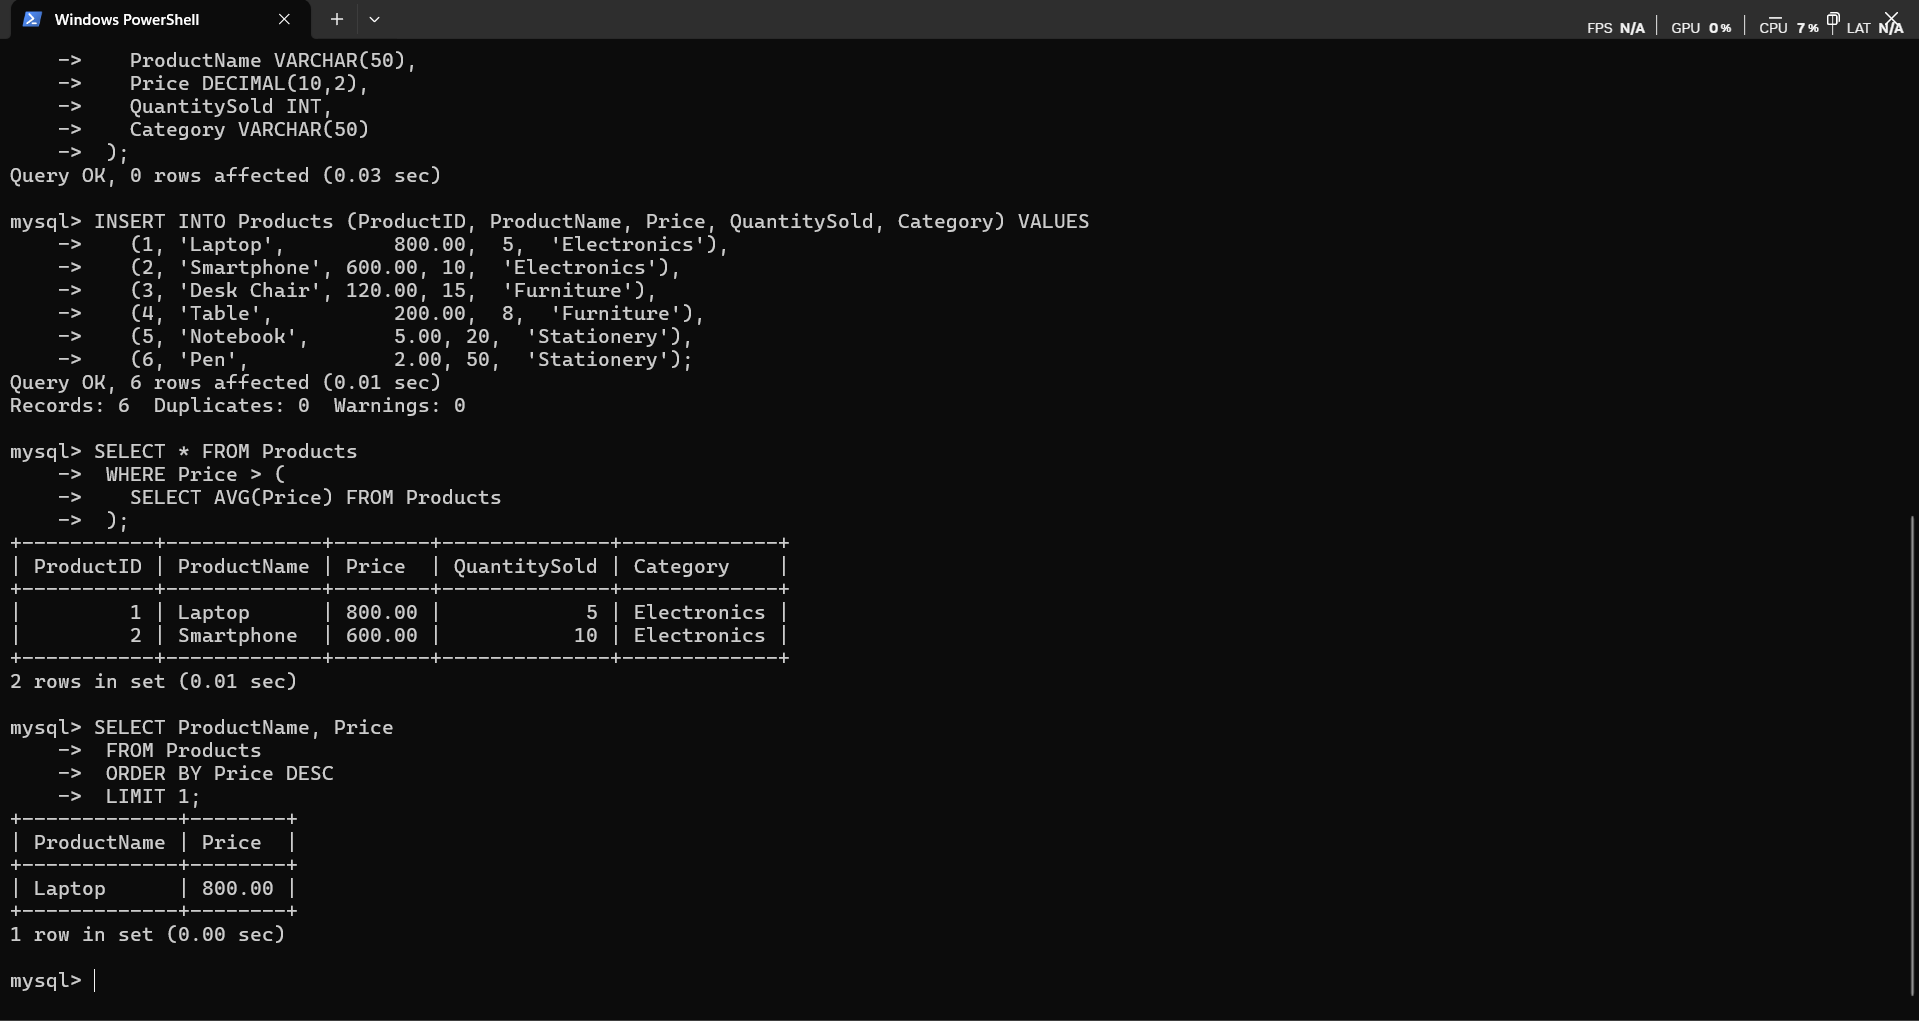 Windows PowerShell
FPS N/A | GPU 0% | CPU 7% | LAT N/A
    ->    ProductName VARCHAR(50),
    ->    Price DECIMAL(10,2),
    ->    QuantitySold INT,
    ->    Category VARCHAR(50)
    ->  );
Query OK, 0 rows affected (0.03 sec)

mysql> INSERT INTO Products (ProductID, ProductName, Price, QuantitySold, Category) VALUES
    ->    (1, 'Laptop',         800.00,  5,  'Electronics'),
    ->    (2, 'Smartphone', 600.00, 10,  'Electronics'),
    ->    (3, 'Desk Chair', 120.00, 15,  'Furniture'),
    ->    (4, 'Table',          200.00,  8,  'Furniture'),
    ->    (5, 'Notebook',       5.00, 20,  'Stationery'),
    ->    (6, 'Pen',            2.00, 50,  'Stationery');
Query OK, 6 rows affected (0.01 sec)
Records: 6  Duplicates: 0  Warnings: 0

mysql> SELECT * FROM Products
    ->  WHERE Price > (
    ->    SELECT AVG(Price) FROM Products
    ->  );
+-----------+-------------+--------+--------------+-------------+
| ProductID | ProductName | Price  | QuantitySold | Category    |
+-----------+-------------+--------+--------------+-------------+
|         1 | Laptop      | 800.00 |            5 | Electronics |
|         2 | Smartphone  | 600.00 |           10 | Electronics |
+-----------+-------------+--------+--------------+-------------+
2 rows in set (0.01 sec)

mysql> SELECT ProductName, Price
    ->  FROM Products
    ->  ORDER BY Price DESC
    ->  LIMIT 1;
+-------------+--------+
| ProductName | Price  |
+-------------+--------+
| Laptop      | 800.00 |
+-------------+--------+
1 row in set (0.00 sec)

mysql>